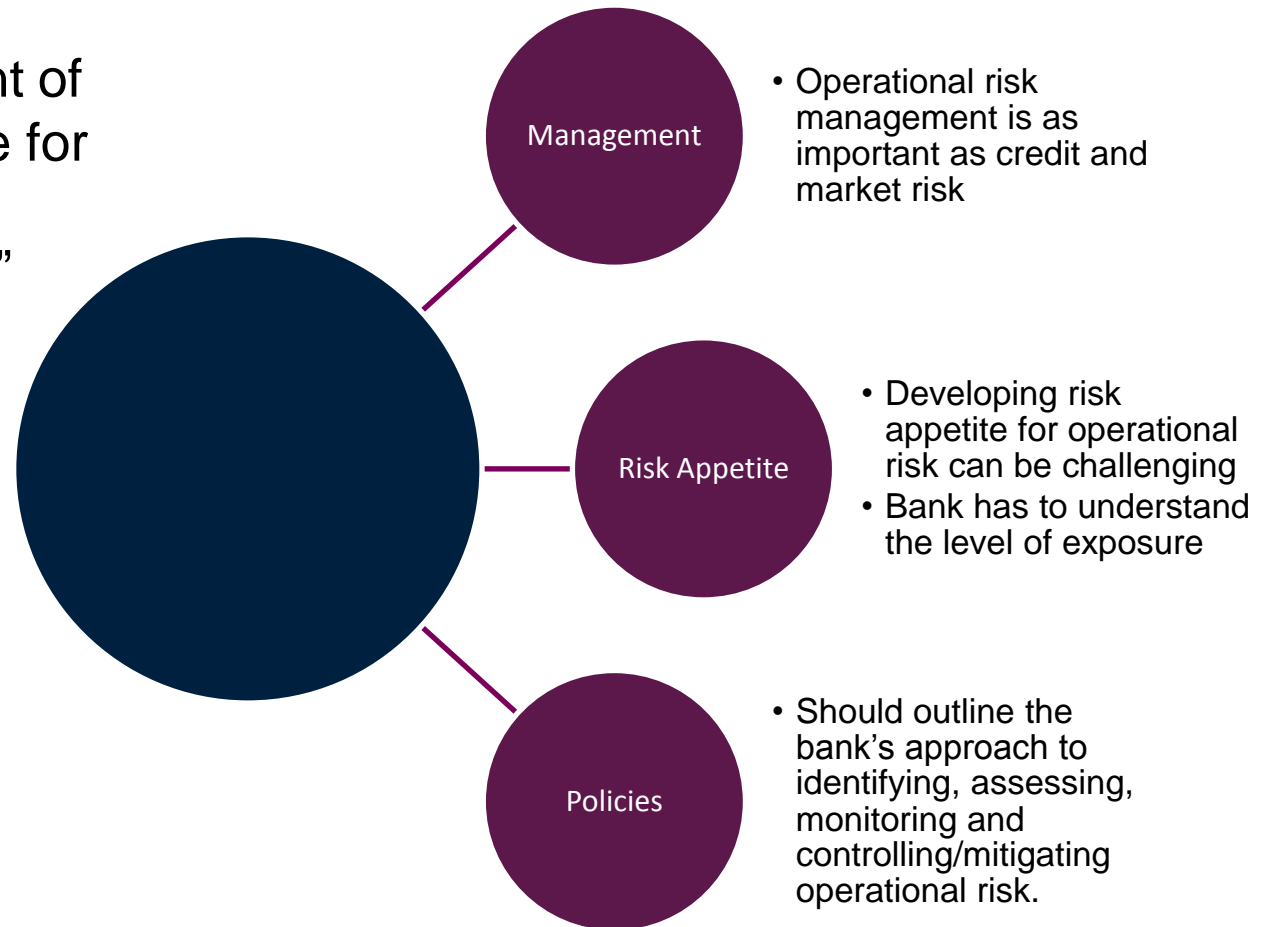 nt of
e for
”
Management
• Operational risk
management is as
important as credit and
market risk
Risk Appetite
• Developing risk
appetite for operational
risk can be challenging
• Bank has to understand
the level of exposure
Policies
• Should outline the
bank’s approach to
identifying, assessing,
monitoring and
controlling/mitigating
operational risk.